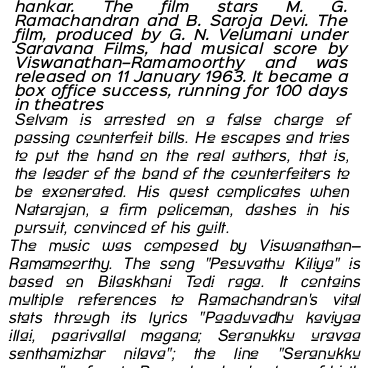 hankar. The film stars M. G.
Ramachandran and B. Saroja Devi. The
film, produced by G. N. Velumani under
Saravana Films, had musical score by
Viswanathan–Ramamoorthy and was
released on 11 January 1963. It became a
box office success, running for 100 days
in theatres
Selvam is arrested on a false charge of
passing counterfeit bills. He escapes and tries
to put the hand on the real authors, that is,
the leader of the band of the counterfeiters to
be exonerated. His quest complicates when
Natarajan, a firm policeman, dashes in his
pursuit, convinced of his guilt.
The music was composed by Viswanathan–
Ramamoorthy. The song "Pesuvathu Kiliya" is
based on Bilaskhani Todi raga. It contains
multiple references to Ramachandran's vital
stats through its lyrics "Paaduvadhu kaviyaa
illai, paarivallal magana; Seranukku uravaa
senthamizhar nilava"; the line "Seranukku